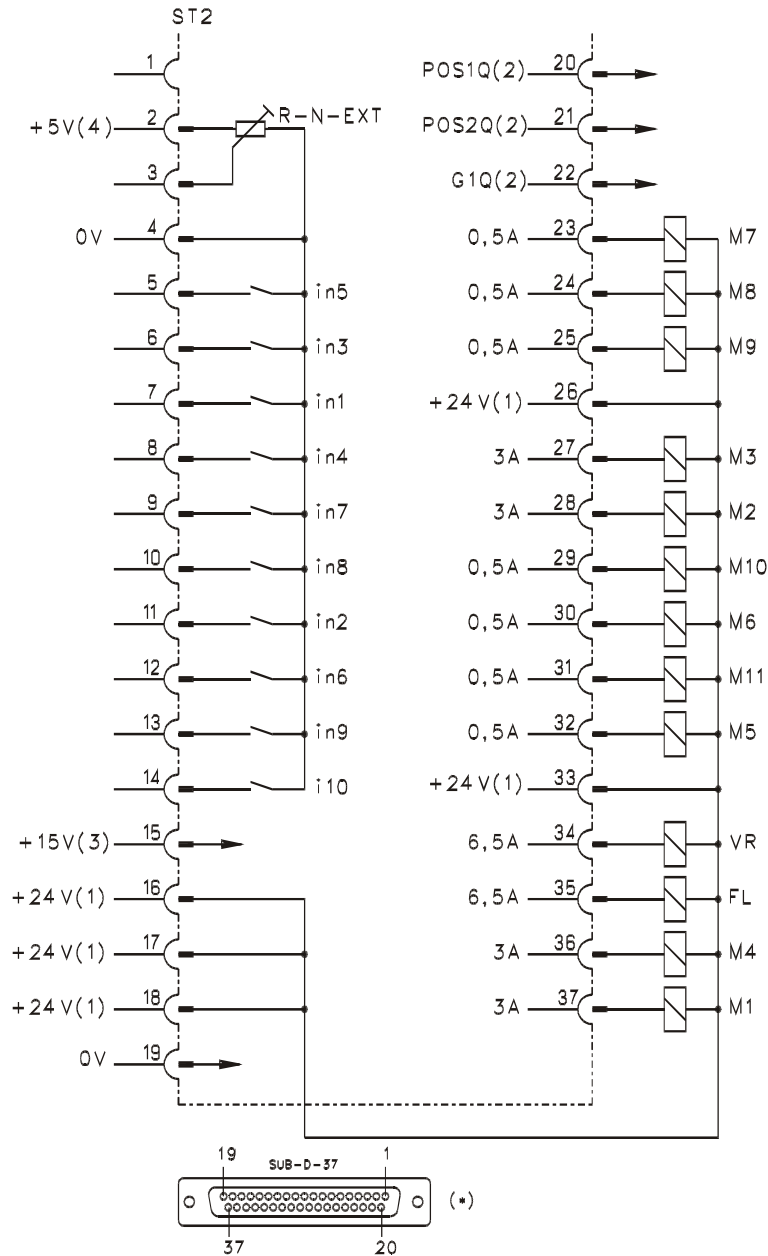 ST2
1
+5V(4) 2 R-N-EXT
3
0V 4
5 in5
6 in3
7 in1
8 in4
9 in7
10 in8
11 in2
12 in6
13 in9
14 i10
+15V(3) 15
+24V(1) 16
+24V(1) 17
+24V(1) 18
0V 19
POS1Q(2) 20
POS2Q(2) 21
G1Q(2) 22
0,5A 23 M7
0,5A 24 M8
0,5A 25 M9
+24V(1) 26
3A 27 M3
3A 28 M2
0,5A 29 M10
0,5A 30 M6
0,5A 31 M11
0,5A 32 M5
+24V(1) 33
6,5A 34 VR
6,5A 35 FL
3A 36 M4
3A 37 M1
19 SUB-D-37 1
(*)
37 20